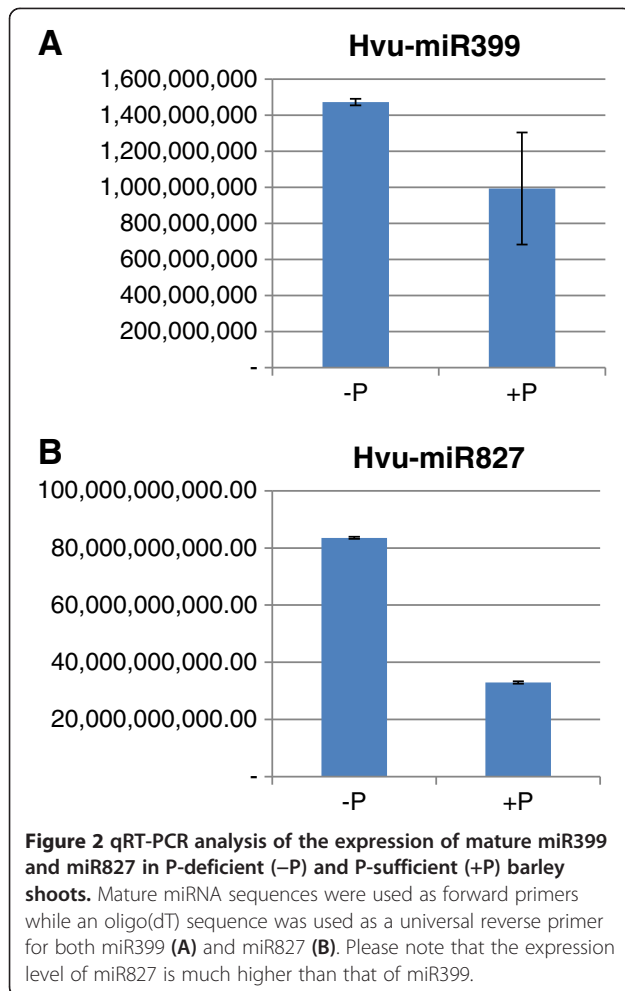 A
Hvu-miR399
1,600,000,000
1,400,000,000
1,200,000,000
1,000,000,000
800,000,000
600,000,000
400,000,000
200,000,000
-
-P +P
B
Hvu-miR827
100,000,000,000.00
80,000,000,000.00
60,000,000,000.00
40,000,000,000.00
20,000,000,000.00
-
-P +P
Figure 2 qRT-PCR analysis of the expression of mature miR399
and miR827 in P-deficient (−P) and P-sufficient (+P) barley
shoots. Mature miRNA sequences were used as forward primers
while an oligo(dT) sequence was used as a universal reverse primer
for both miR399 (A) and miR827 (B). Please note that the expression
level of miR827 is much higher than that of miR399.